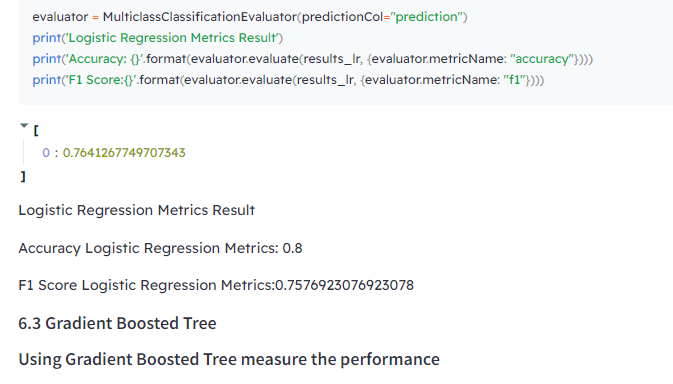 evaluator = MulticlassClassificationEvaluator(predictionCol="prediction")
print('Logistic Regression Metrics Result')
print('Accuracy: {}'.format(evaluator.evaluate(results_lr, {evaluator.metricName: "accuracy"})))
print('F1 Score:{}'.format(evaluator.evaluate(results_lr, {evaluator.metricName: "f1"})))
[
0 : 0.7641267749707343
]
Logistic Regression Metrics Result
Accuracy Logistic Regression Metrics: 0.8
F1 Score Logistic Regression Metrics:0.7576923076923078
6.3 Gradient Boosted Tree
Using Gradient Boosted Tree measure the performance